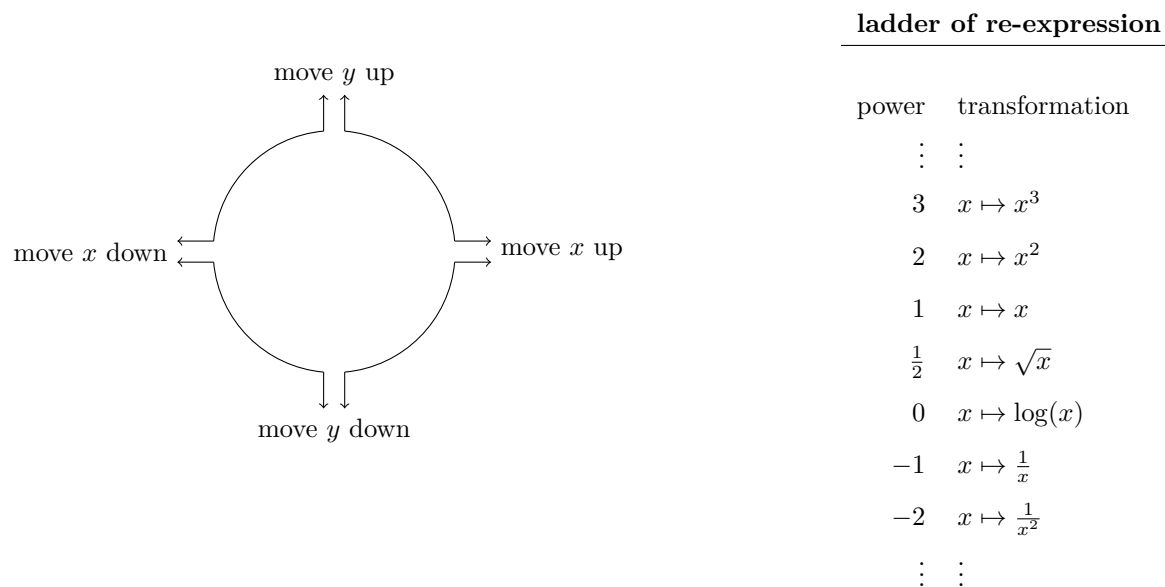 move y up
move x down
move x up
move y down
ladder of re-expression
power transformation
⋮ ⋮
3 x ↦ x³
2 x ↦ x²
1 x ↦ x
½ x ↦ √x
0 x ↦ log(x)
−1 x ↦ 1/x
−2 x ↦ 1/x²
⋮ ⋮